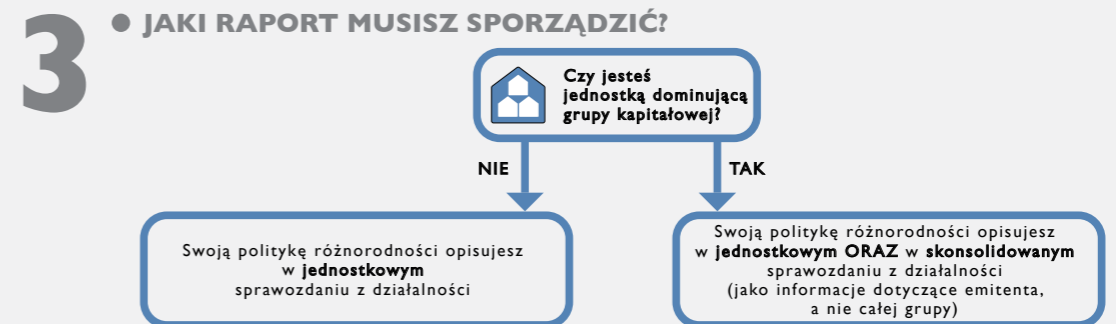 3
● JAKI RAPORT MUSISZ SPORZĄDZIĆ?
Czy jesteś
jednostką dominującą
grupy kapitałowej?
NIE
TAK
Swoją politykę różnorodności opisujesz
w jednostkowym
sprawozdaniu z działalności
Swoją politykę różnorodności opisujesz
w jednostkowym ORAZ w skonsolidowanym
sprawozdaniu z działalności
(jako informacje dotyczące emitenta,
a nie całej grupy)